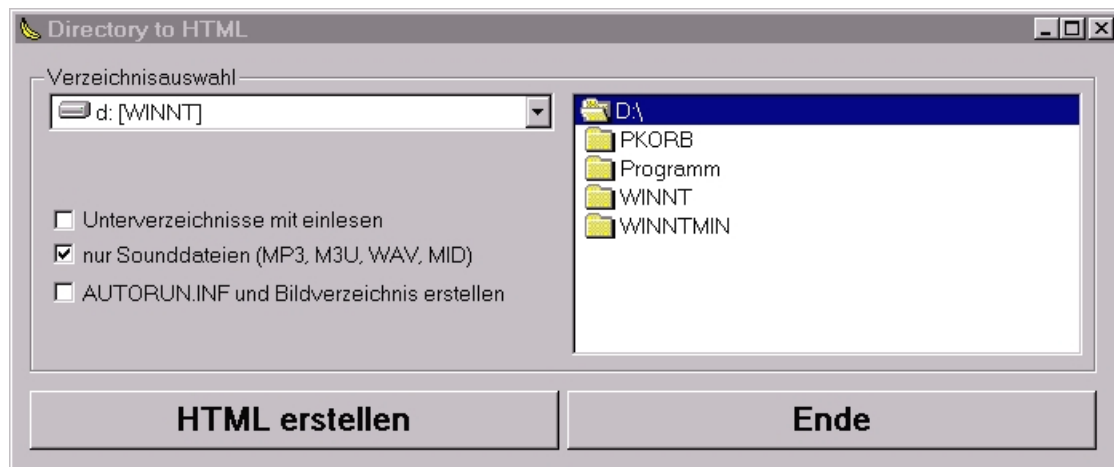 Directory to HTML
Verzeichnisauswahl
d: [WINNT]
Unterverzeichnisse mit einlesen
nur Sounddateien (MP3, M3U, WAV, MID)
AUTORUN.INF und Bildverzeichnis erstellen
D:\
PKORB
Programm
WINNT
WINNTMIN
HTML erstellen
Ende